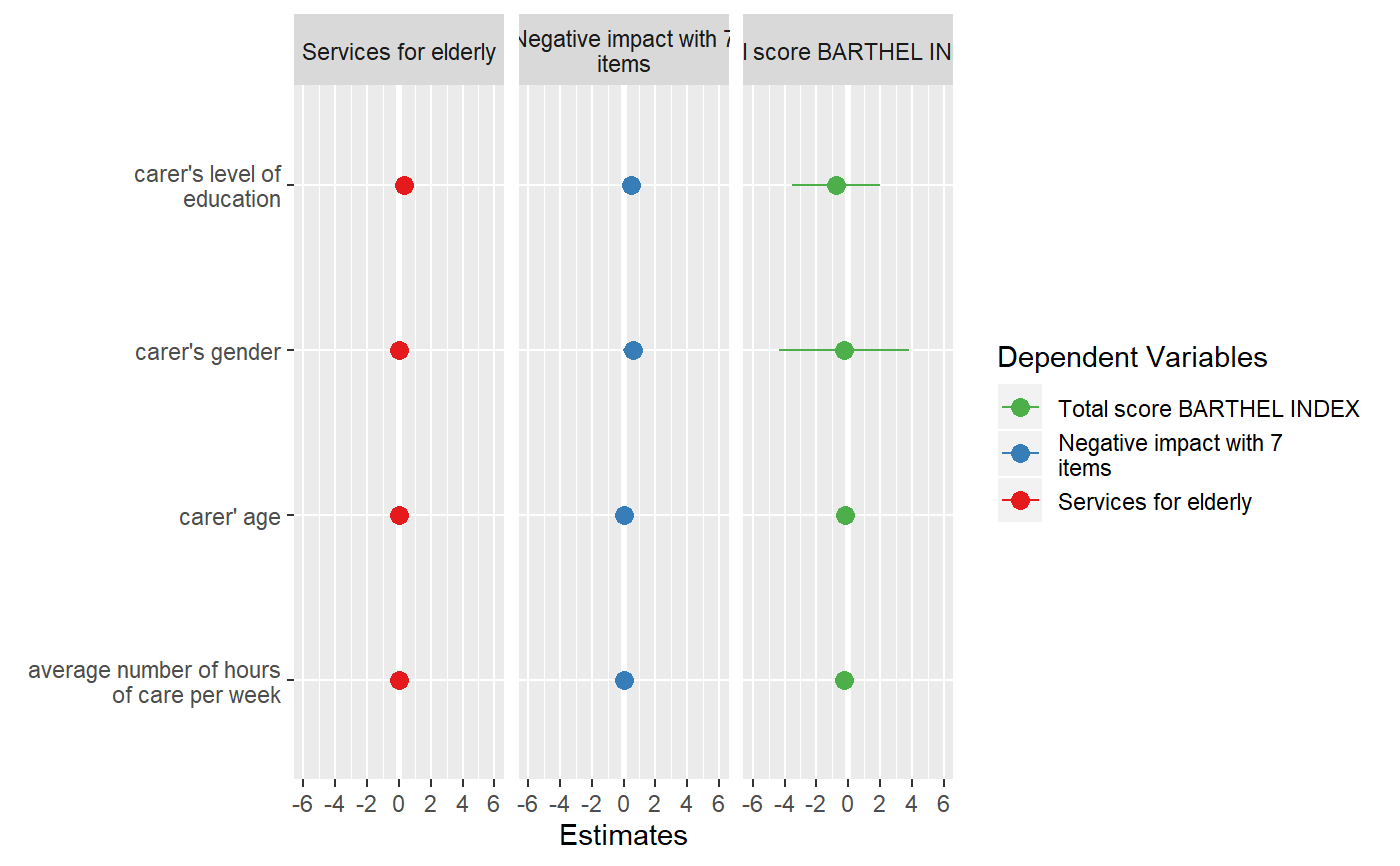 Services for elderly
Negative impact with 7
items
l score BARTHEL IN
carer's level of
education
carer's gender
carer' age
average number of hours
of care per week
-6 -4 -2 0 2 4 6
-6 -4 -2 0 2 4 6
-6 -4 -2 0 2 4 6
Estimates
Dependent Variables
Total score BARTHEL INDEX
Negative impact with 7
items
Services for elderly